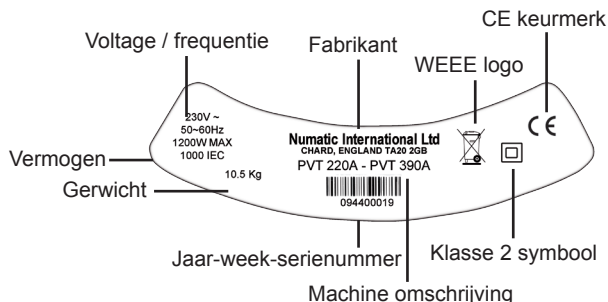 CE keurmerk
Voltage / frequentie
Fabrikant
WEEE logo
230V ~
50~60Hz
1200W MAX
1000 IEC
Numatic International Ltd
CHARD, ENGLAND TA20 2GB
PVT 220A - PVT 390A
CE
Vermogen
10.5 Kg
Gerwicht
094400019
Jaar-week-serienummer
Klasse 2 symbool
Machine omschrijving